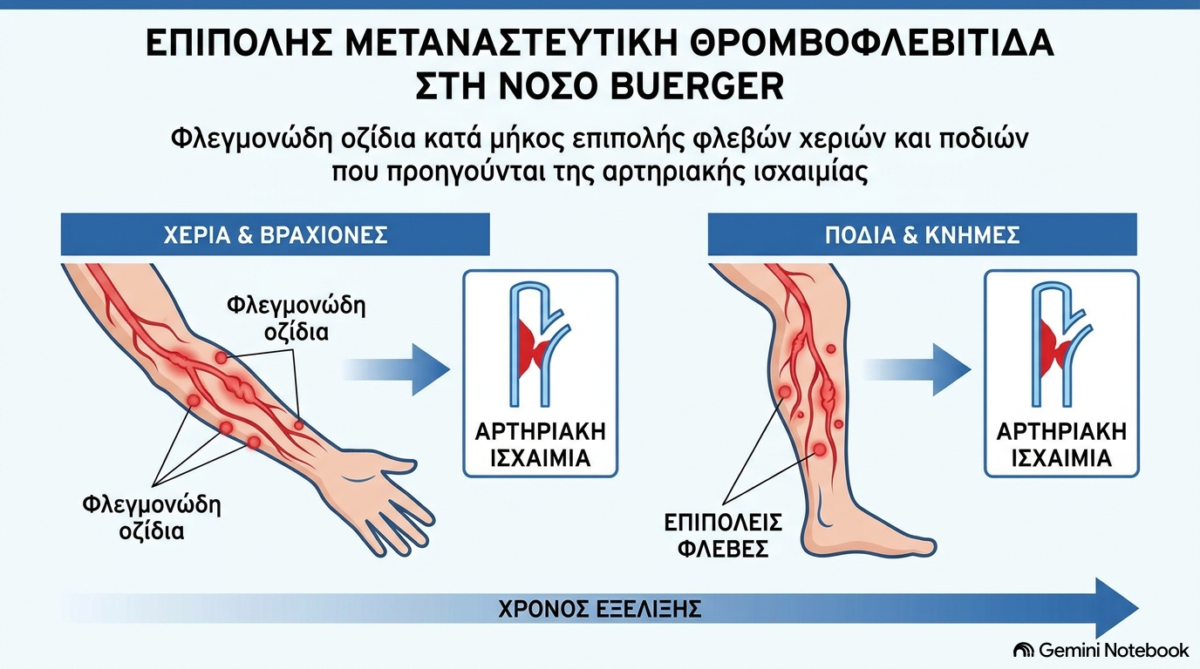 ΕΠΙΠΟΛΗΣ ΜΕΤΑΝΑΣΤΕΥΤΙΚΗ ΘΡΟΜΒΟΦΛΕΒΙΤΙΔΑ
ΣΤΗ ΝΟΣΟ BUERGER
Φλεγμονώδη οζίδια κατά μήκος επιπολής φλεβών χεριών και ποδιών
που προηγούνται της αρτηριακής ισχαιμίας
ΧΕΡΙΑ & ΒΡΑΧΙΟΝΕΣ
Φλεγμονώδη
οζίδια
Φλεγμονώδη
οζίδια
ΑΡΤΗΡΙΑΚΗ
ΙΣΧΑΙΜΙΑ
ΠΟΔΙΑ & ΚΝΗΜΕΣ
ΕΠΙΠΟΛΕΙΣ
ΦΛΕΒΕΣ
ΑΡΤΗΡΙΑΚΗ
ΙΣΧΑΙΜΙΑ
ΧΡΟΝΟΣ ΕΞΕΛΙΞΗΣ
Gemini Notebook